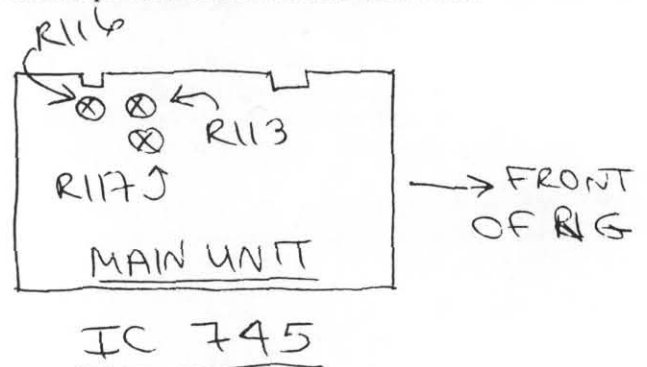 R116
R113
R117
MAIN UNIT
IC 745
FRONT
OF RIG